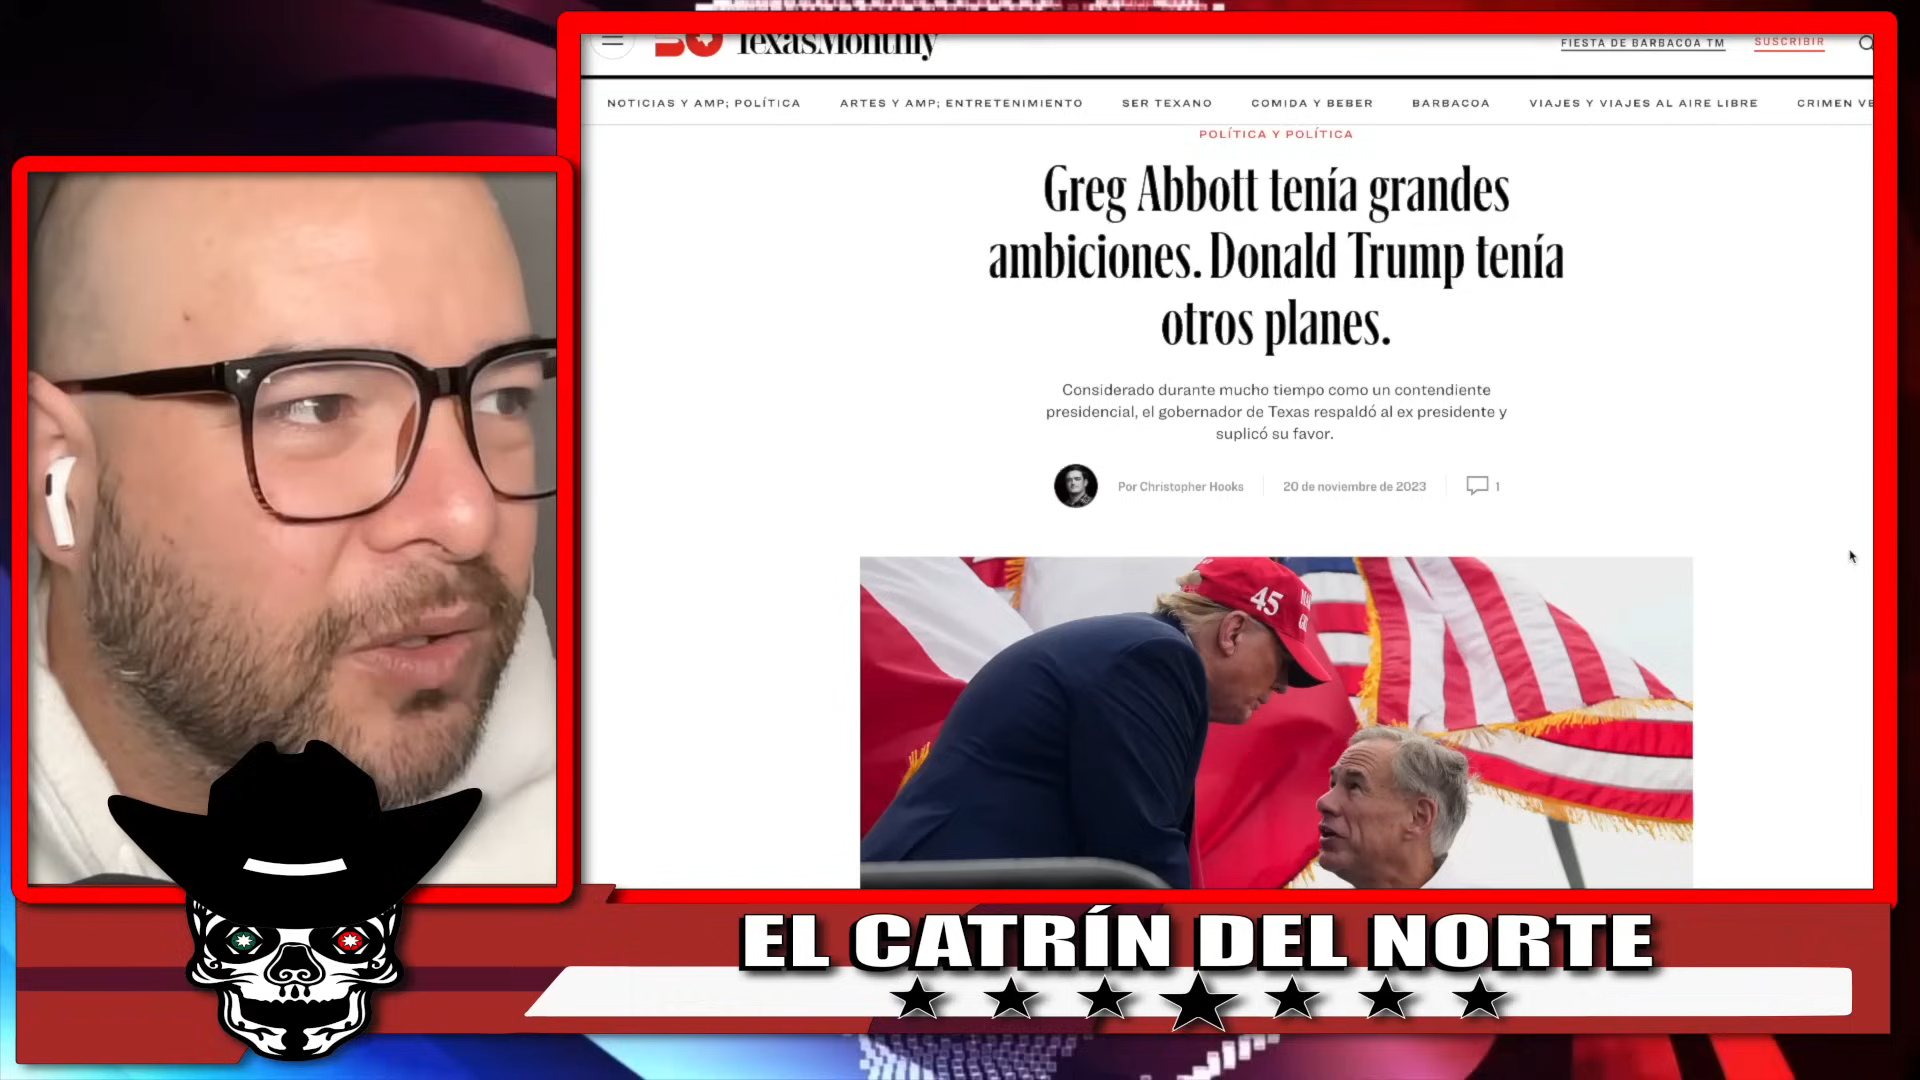 50 TexasMonthly
FIESTA DE BARBACOA TM
SUSCRIBIR
NOTICIAS Y AMP; POLÍTICA
ARTES Y AMP; ENTRETENIMIENTO
SER TEXANO
COMIDA Y BEBER
BARBACOA
VIAJES Y VIAJES AL AIRE LIBRE
CRIMEN VE
POLÍTICA Y POLÍTICA
Greg Abbott tenía grandes
ambiciones. Donald Trump tenía
otros planes.
Considerado durante mucho tiempo como un contendiente
presidencial, el gobernador de Texas respaldó al ex presidente y
suplicó su favor.
Por Christopher Hooks
20 de noviembre de 2023
1
45
EL CATRÍN DEL NORTE